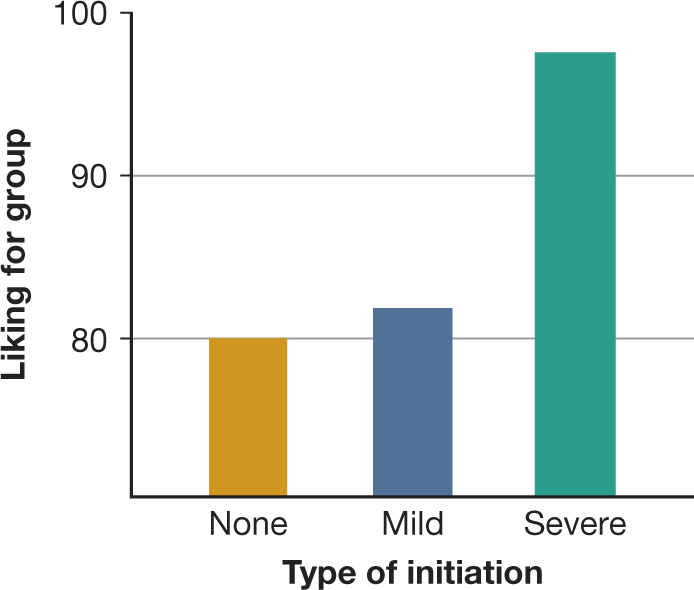 100
90
80
Liking for group
None Mild Severe
Type of initiation